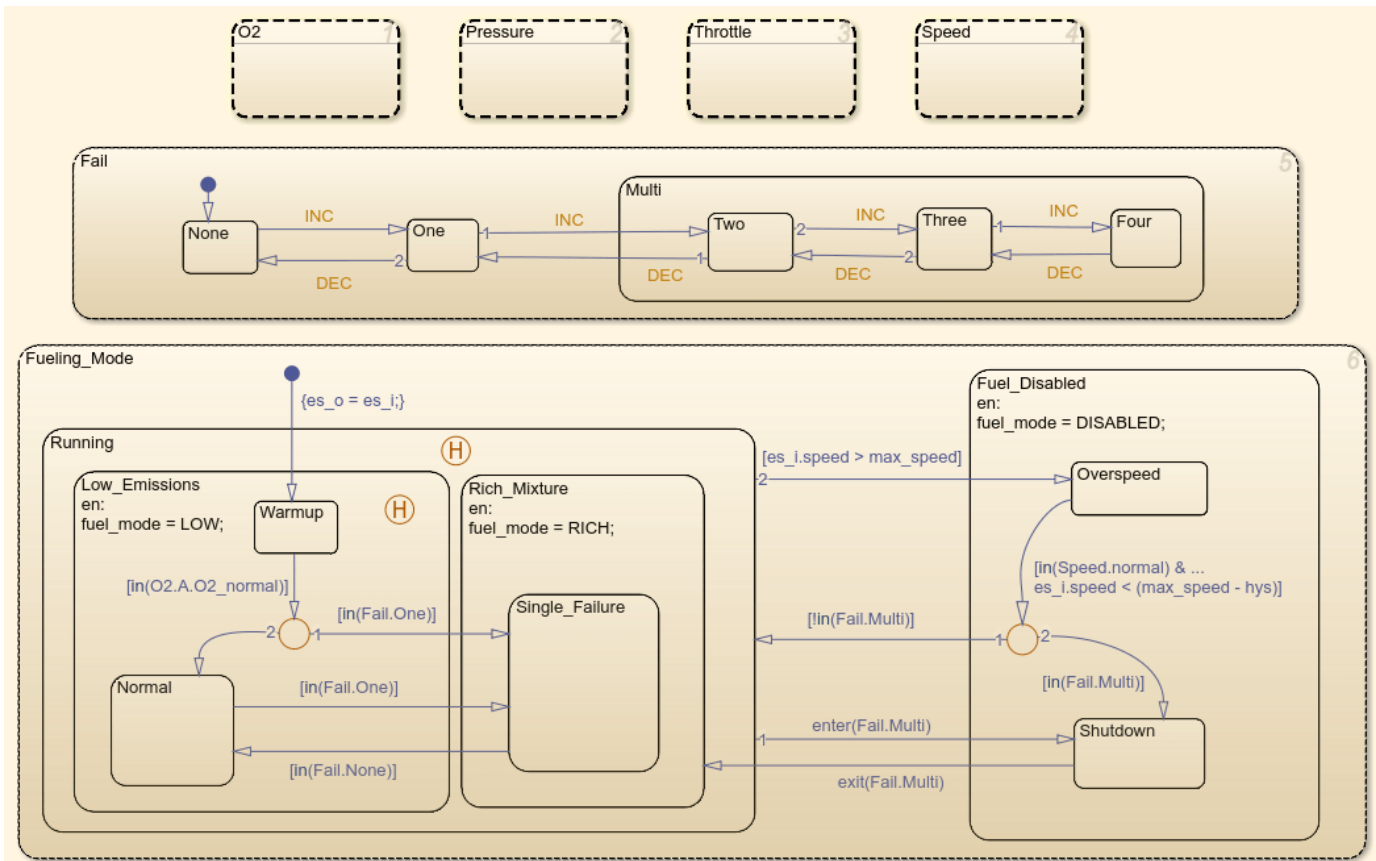 O2
1
Pressure
2
Throttle
3
Speed
4
Fail
5
Multi
None
INC
DEC
2
One
1
INC
DEC
1
Two
2
INC
DEC
2
Three
1
INC
DEC
Four
Fueling_Mode
6
{es_o = es_i;}
Running
H
Low_Emissions
en:
fuel_mode = LOW;
H
Warmup
[in(O2.A.O2_normal)]
2
1
[in(Fail.One)]
Normal
[in(Fail.One)]
[in(Fail.None)]
Rich_Mixture
en:
fuel_mode = RICH;
Single_Failure
[es_i.speed > max_speed]
2
Fuel_Disabled
en:
fuel_mode = DISABLED;
Overspeed
[in(Speed.normal) & ...
es_i.speed < (max_speed - hys)]
[!in(Fail.Multi)]
1
2
[in(Fail.Multi)]
1
enter(Fail.Multi)
Shutdown
exit(Fail.Multi)